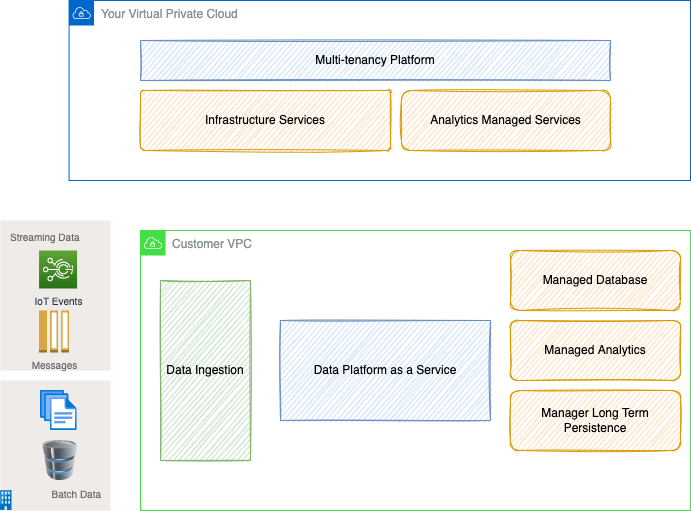 Your Virtual Private Cloud
Multi-tenancy Platform
Infrastructure Services
Analytics Managed Services
Streaming Data
IoT Events
Messages
Batch Data
Customer VPC
Data Ingestion
Data Platform as a Service
Managed Database
Managed Analytics
Manager Long Term
Persistence